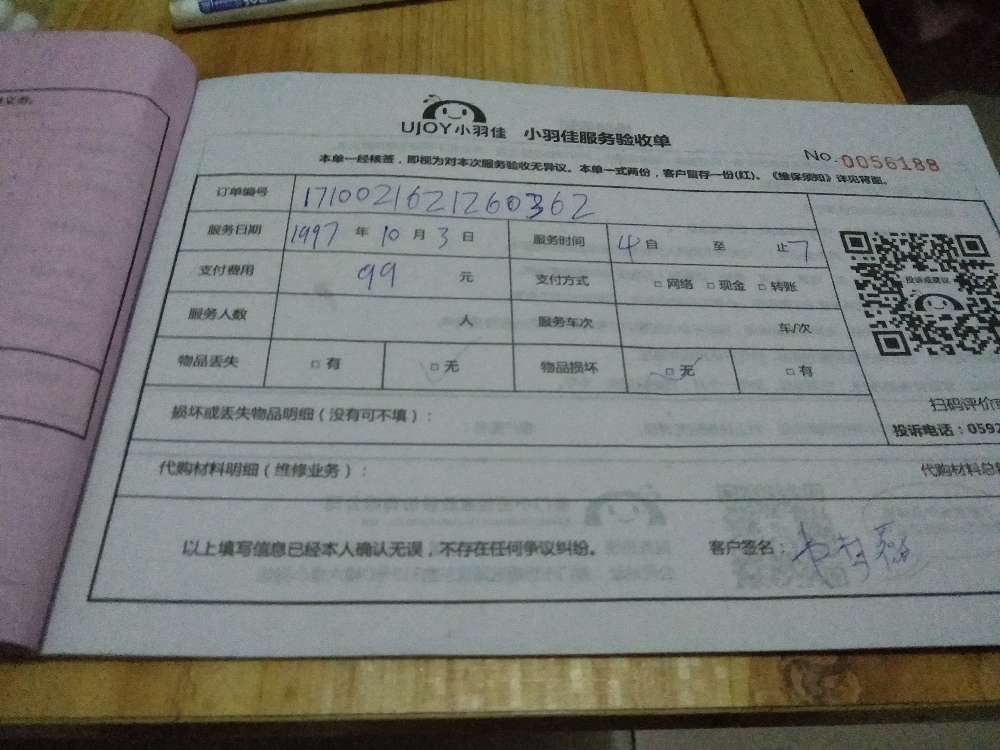 UJOY小羽佳 小羽佳服务验收单
No.0056188
本单一经核签，即视为对本次服务验收无异议。本单一式两份，客户留存一份(红)。《维保须知》详见背面。
订单编号 1710021621260362
服务日期 1997 年 10 月 3 日 服务时间 4 自 至 止 7
支付费用 99 元 支付方式 □ 网络 □ 现金 □ 转账
投诉或建议
服务人数 人 服务车次 车/次
物品丢失 □ 有 □ 无 物品损坏 □ 无 □ 有
扫码评价
损坏或丢失物品明细（没有可不填）：
投诉电话：0592
代购材料明细（维修业务）： 代购材料总
以上填写信息已经本人确认无误，不存在任何争议纠纷。 客户签名：